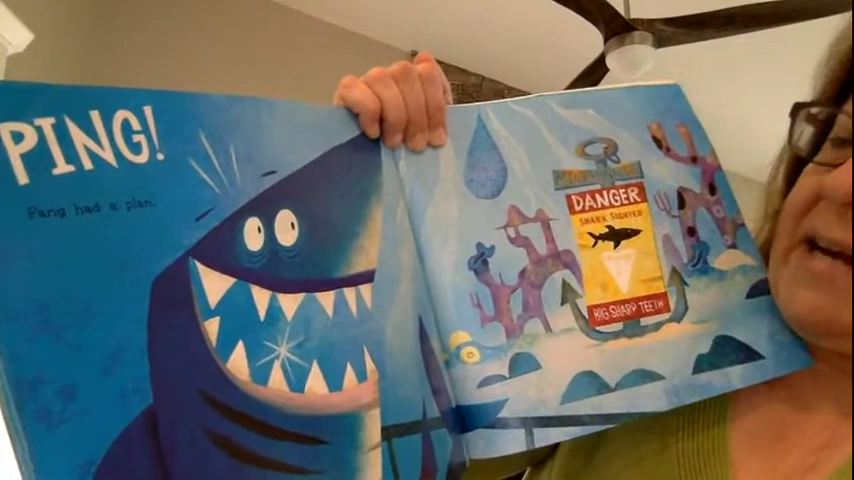 PING!
Fang had a plan.
DANGER
SHARK SIGHTED
BIG SHARP TEETH